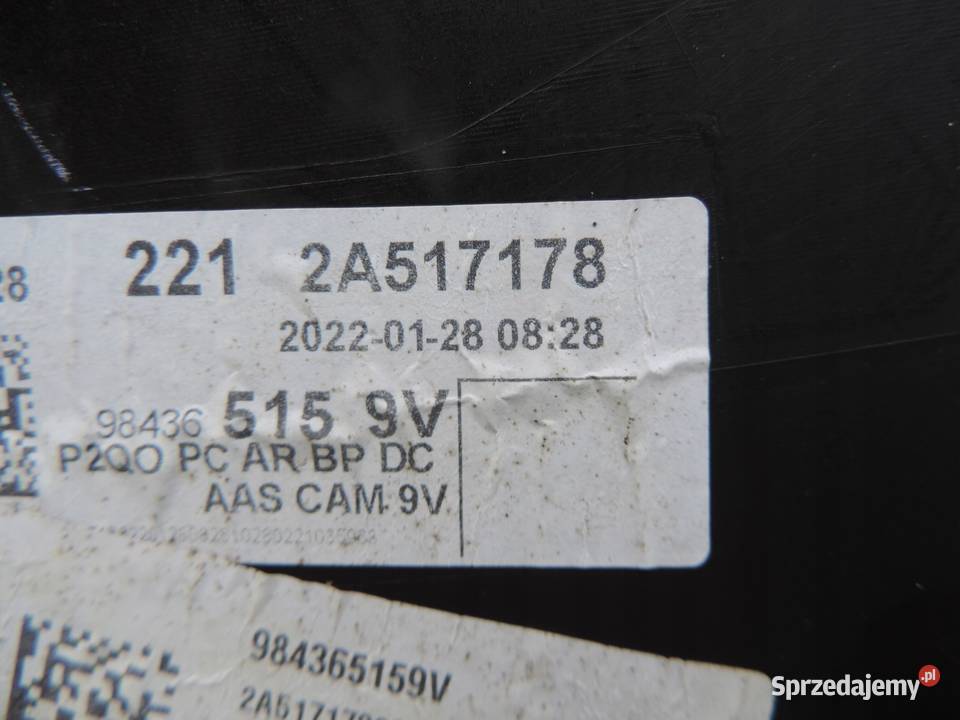 28 221 2A517178
2022-01-28 08:28
98436 515 9V
P2QO PC AR BP DC
AAS CAM 9V
984365159V
2A517178
Sprzedajemy.pl